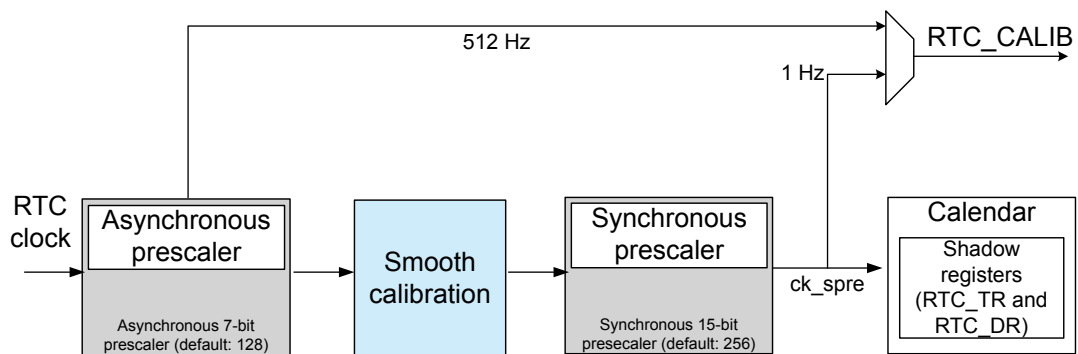 512 Hz
RTC_CALIB
1 Hz
RTC
clock
Asynchronous
prescaler
Asynchronous 7-bit
prescaler (default: 128)
Smooth
calibration
Synchronous
prescaler
Synchronous 15-bit
presecaler (default: 256)
ck_spre
Calendar
Shadow
registers
(RTC_TR and
RTC_DR)